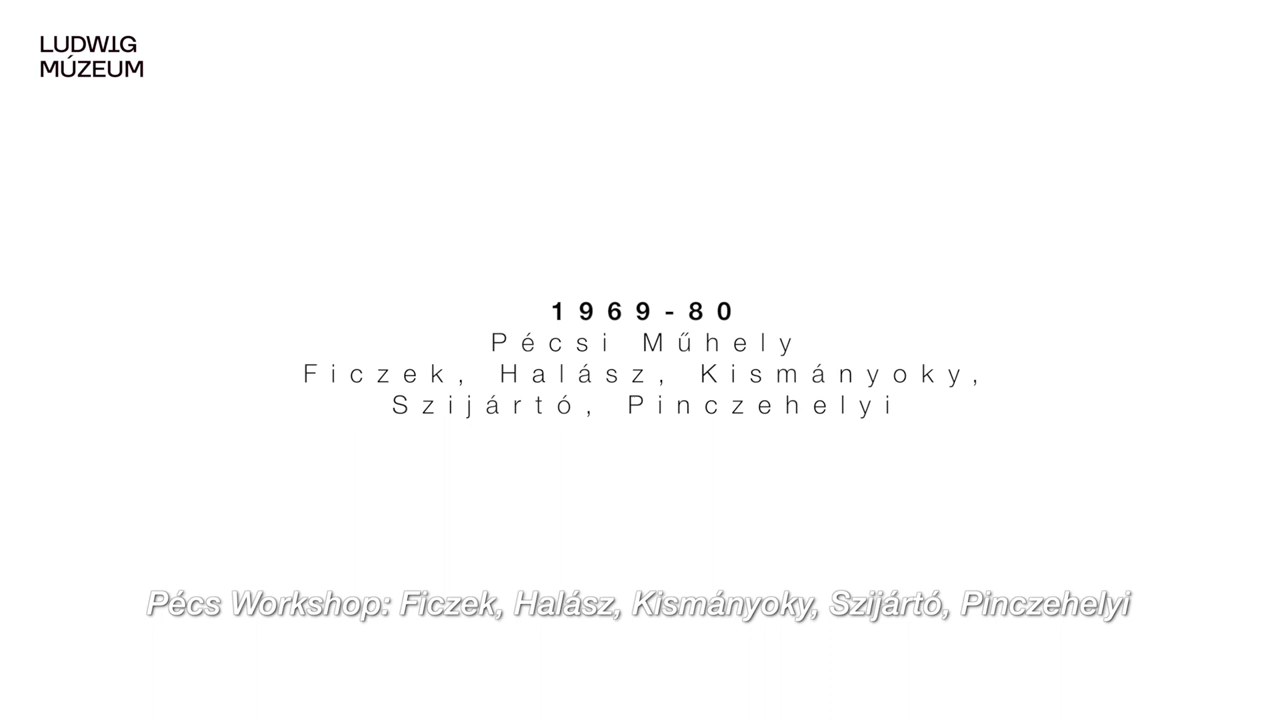 LUDWIG
MÚZEUM
1969-80
Pécsi Műhely
Ficzek, Halász, Kismányoky,
Szijártó, Pinczehelyi
Pécs Workshop: Ficzek, Halász, Kismányoky, Szijártó, Pinczehelyi